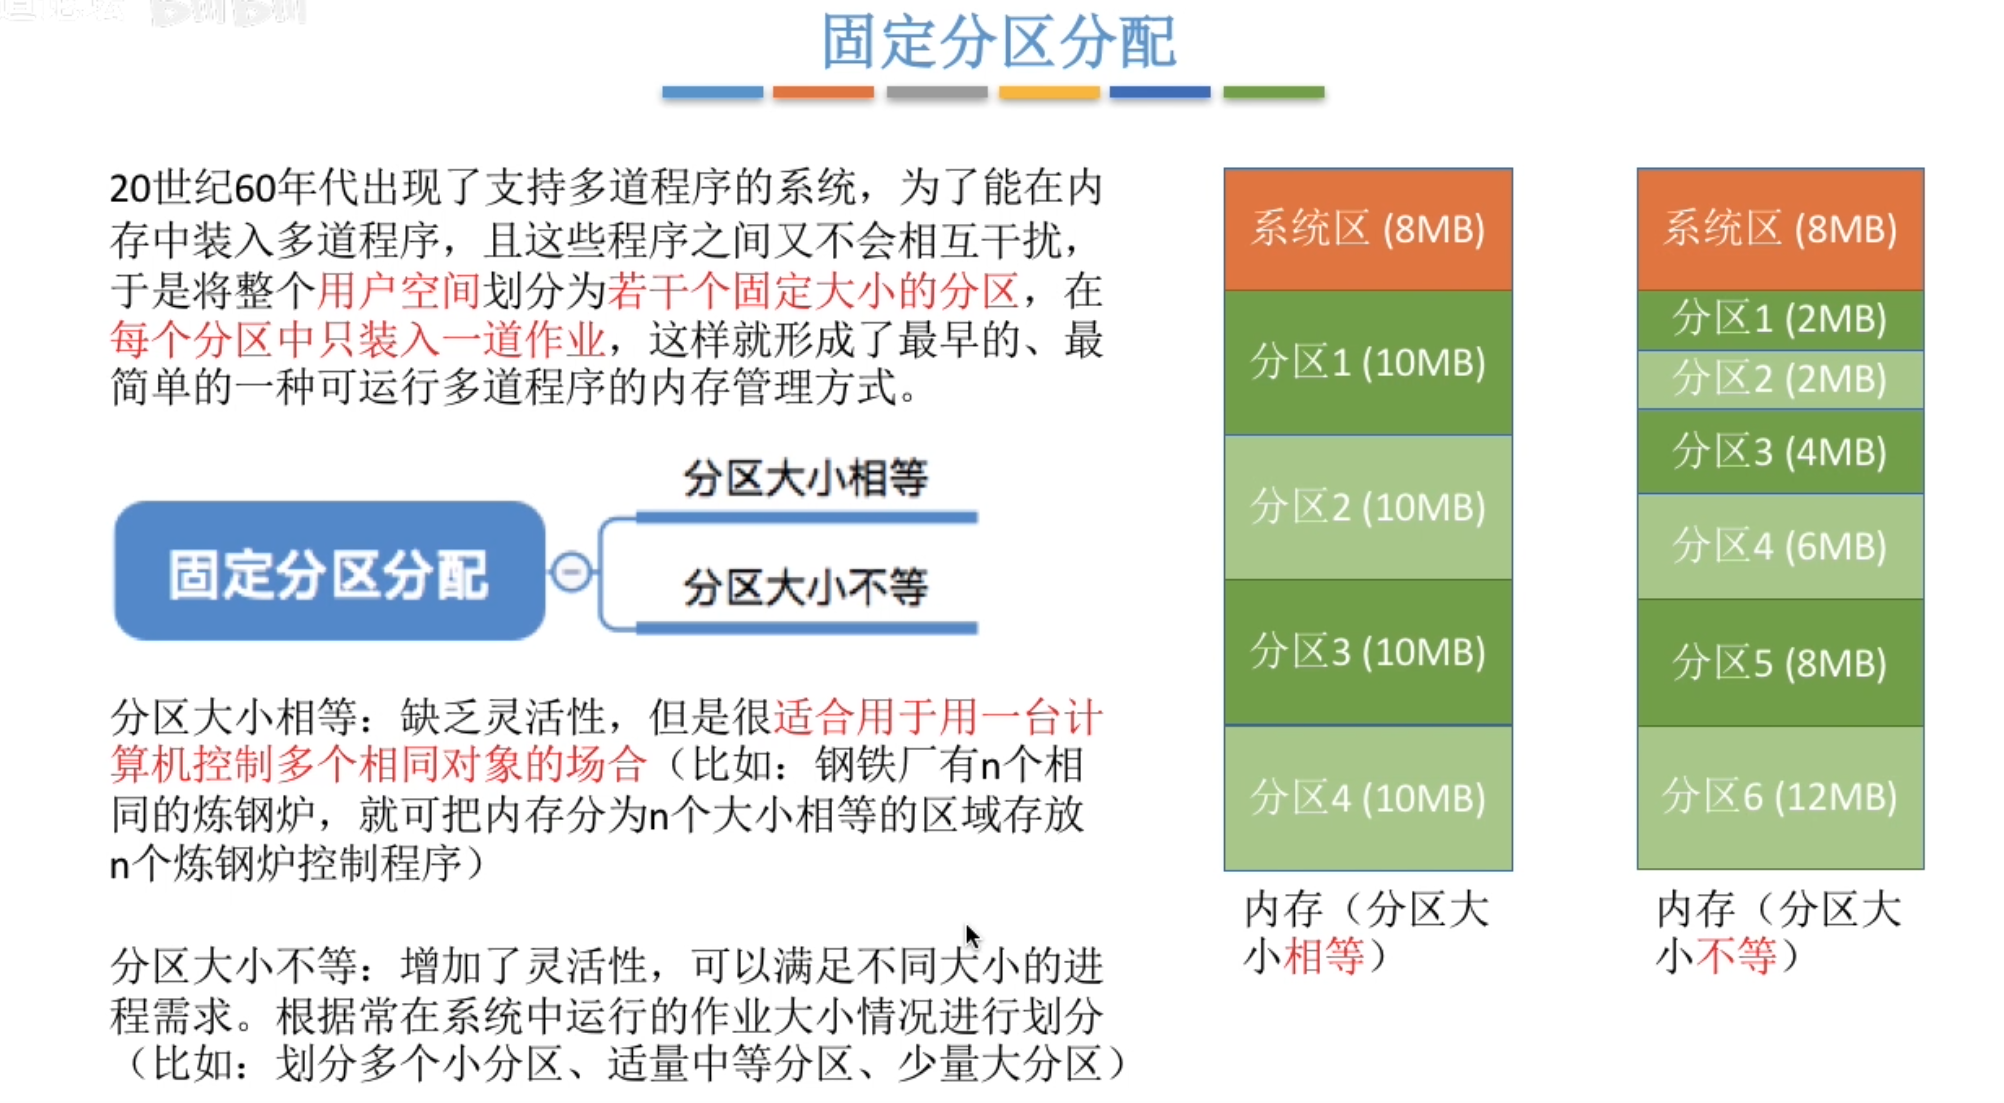 固定分区分配
20世纪60年代出现了支持多道程序的系统，为了能在内
存中装入多道程序，且这些程序之间又不会相互干扰，
于是将整个用户空间划分为若干个固定大小的分区，在
每个分区中只装入一道作业，这样就形成了最早的、最
简单的一种可运行多道程序的内存管理方式。
固定分区分配
分区大小相等
分区大小不等
分区大小相等：缺乏灵活性，但是很适合用于用一台计
算机控制多个相同对象的场合（比如：钢铁厂有n个相
同的炼钢炉，就可把内存分为n个大小相等的区域存放
n个炼钢炉控制程序）
分区大小不等：增加了灵活性，可以满足不同大小的进
程需求。根据常在系统中运行的作业大小情况进行划分
（比如：划分多个小分区、适量中等分区、少量大分区）
系统区 (8MB)
分区1 (10MB)
分区2 (10MB)
分区3 (10MB)
分区4 (10MB)
内存（分区大
小相等）
系统区 (8MB)
分区1 (2MB)
分区2 (2MB)
分区3 (4MB)
分区4 (6MB)
分区5 (8MB)
分区6 (12MB)
内存（分区大
小不等）